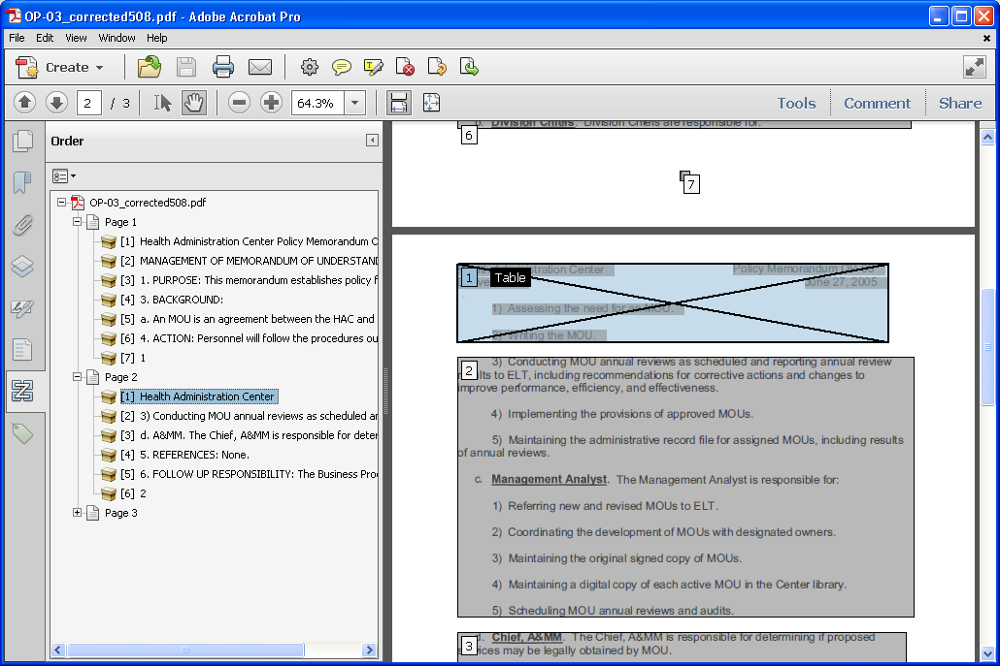 OP-03_corrected508.pdf - Adobe Acrobat Pro
File Edit View Window Help
Create
2 / 3 64.3% Tools Comment Share
Order
OP-03_corrected508.pdf
Page 1
[1] Health Administration Center Policy Memorandum O
[2] MANAGEMENT OF MEMORANDUM OF UNDERSTAND
[3] 1. PURPOSE: This memorandum establishes policy f
[4] 3. BACKGROUND:
[5] a. An MOU is an agreement between the HAC and
[6] 4. ACTION: Personnel will follow the procedures ou
[7] 1
Page 2
[1] Health Administration Center
[2] 3) Conducting MOU annual reviews as scheduled an
[3] d. A&MM. The Chief, A&MM is responsible for deter
[4] 5. REFERENCES: None.
[5] 6. FOLLOW UP RESPONSIBILITY: The Business Proc
[6] 2
Page 3
b. Division Chiefs. Division Chiefs are responsible for:
6
7
1 Table stration Center Policy Memorandum
June 27, 2005
1) Assessing the need for an MOU.
2) Writing the MOU.
2
3) Conducting MOU annual reviews as scheduled and reporting annual review
ults to ELT, including recommendations for corrective actions and changes to
improve performance, efficiency, and effectiveness.
4) Implementing the provisions of approved MOUs.
5) Maintaining the administrative record file for assigned MOUs, including results
of annual reviews.
c. Management Analyst. The Management Analyst is responsible for:
1) Referring new and revised MOUs to ELT.
2) Coordinating the development of MOUs with designated owners.
3) Maintaining the original signed copy of MOUs.
4) Maintaining a digital copy of each active MOU in the Center library.
5) Scheduling MOU annual reviews and audits.
3
d. Chief, A&MM. The Chief, A&MM is responsible for determining if proposed
ices may be legally obtained by MOU.